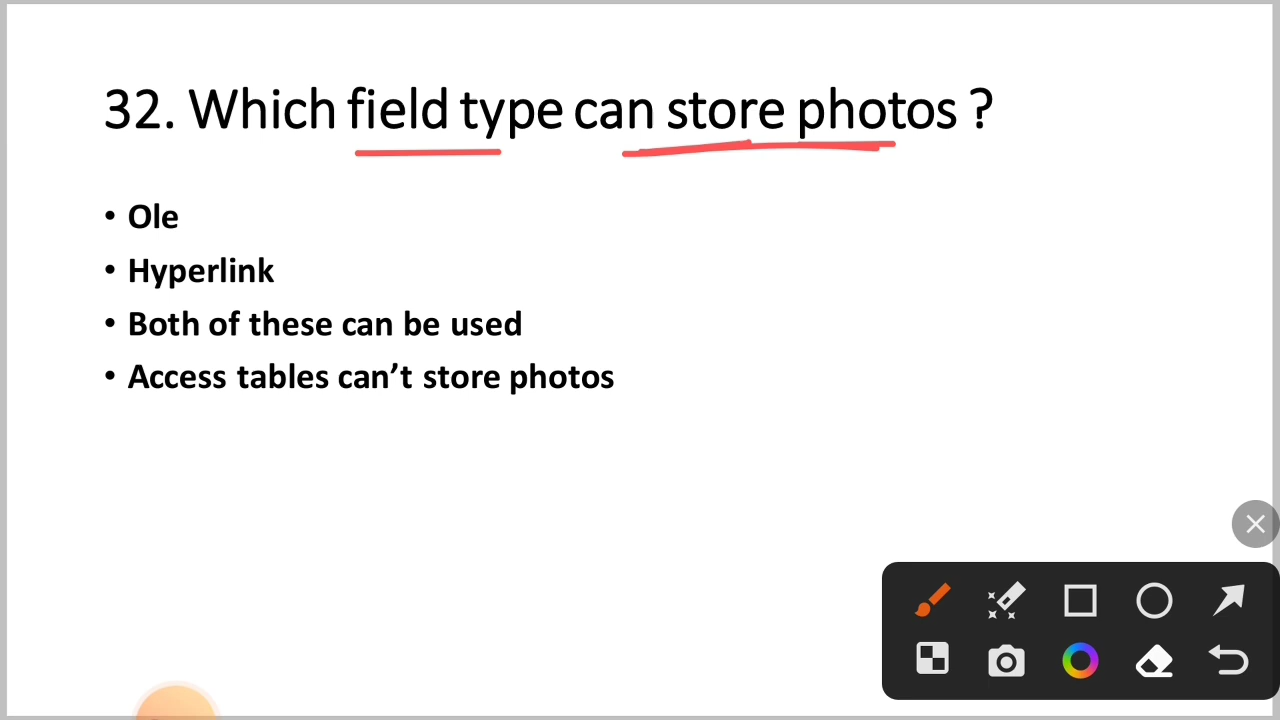 32. Which field type can store photos ?
• Ole
• Hyperlink
• Both of these can be used
• Access tables can’t store photos